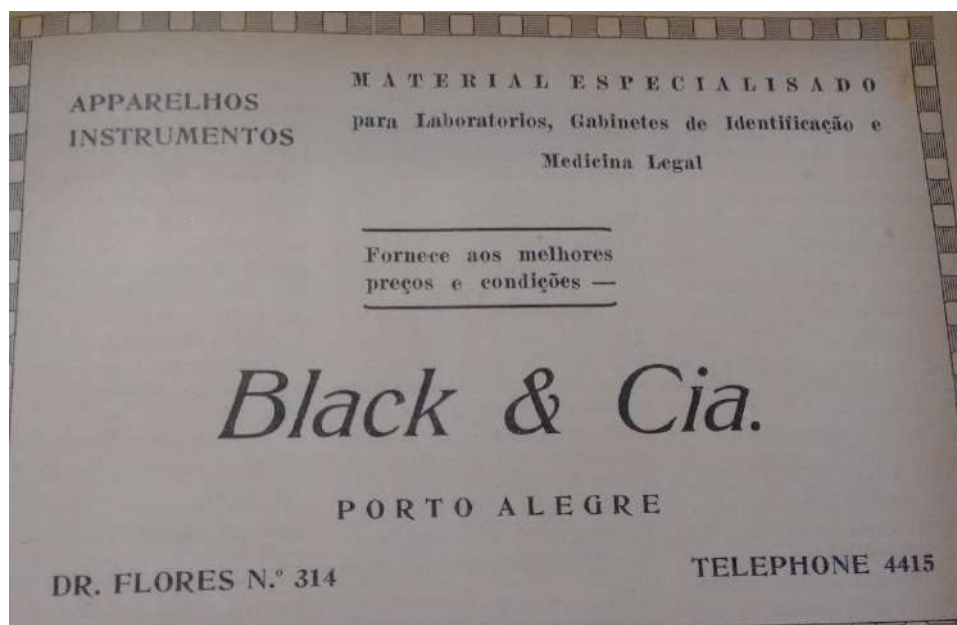 APPARELHOS
INSTRUMENTOS
MATERIAL ESPECIALISADO
para Laboratorios, Gabinetes de Identificação e
Medicina Legal
Fornece aos melhores
preços e condições —
Black & Cia.
PORTO ALEGRE
DR. FLORES N.º 314
TELEPHONE 4415